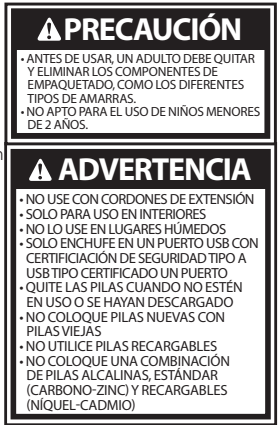 ⚠ PRECAUCIÓN
• ANTES DE USAR, UN ADULTO DEBE QUITAR
Y ELIMINAR LOS COMPONENTES DE
EMPAQUETADO, COMO LOS DIFERENTES
TIPOS DE AMARRAS.
• NO APTO PARA EL USO DE NIÑOS MENORES
DE 2 AÑOS.
⚠ ADVERTENCIA
• NO USE CON CORDONES DE EXTENSIÓN
• SOLO PARA USO EN INTERIORES
• NO LO USE EN LUGARES HÚMEDOS
• SOLO ENCHUFE EN UN PUERTO USB CON
CERTIFICIACIÓN DE SEGURIDAD TIPO A
USB TIPO CERTIFICADO UN PUERTO
• QUITE LAS PILAS CUANDO NO ESTÉN
EN USO O SE HAYAN DESCARGADO
• NO COLOQUE PILAS NUEVAS CON
PILAS VIEJAS
• NO UTILICE PILAS RECARGABLES
• NO COLOQUE UNA COMBINACIÓN
DE PILAS ALCALINAS, ESTÁNDAR
(CARBONO-ZINC) Y RECARGABLES
(NÍQUEL-CADMIO)